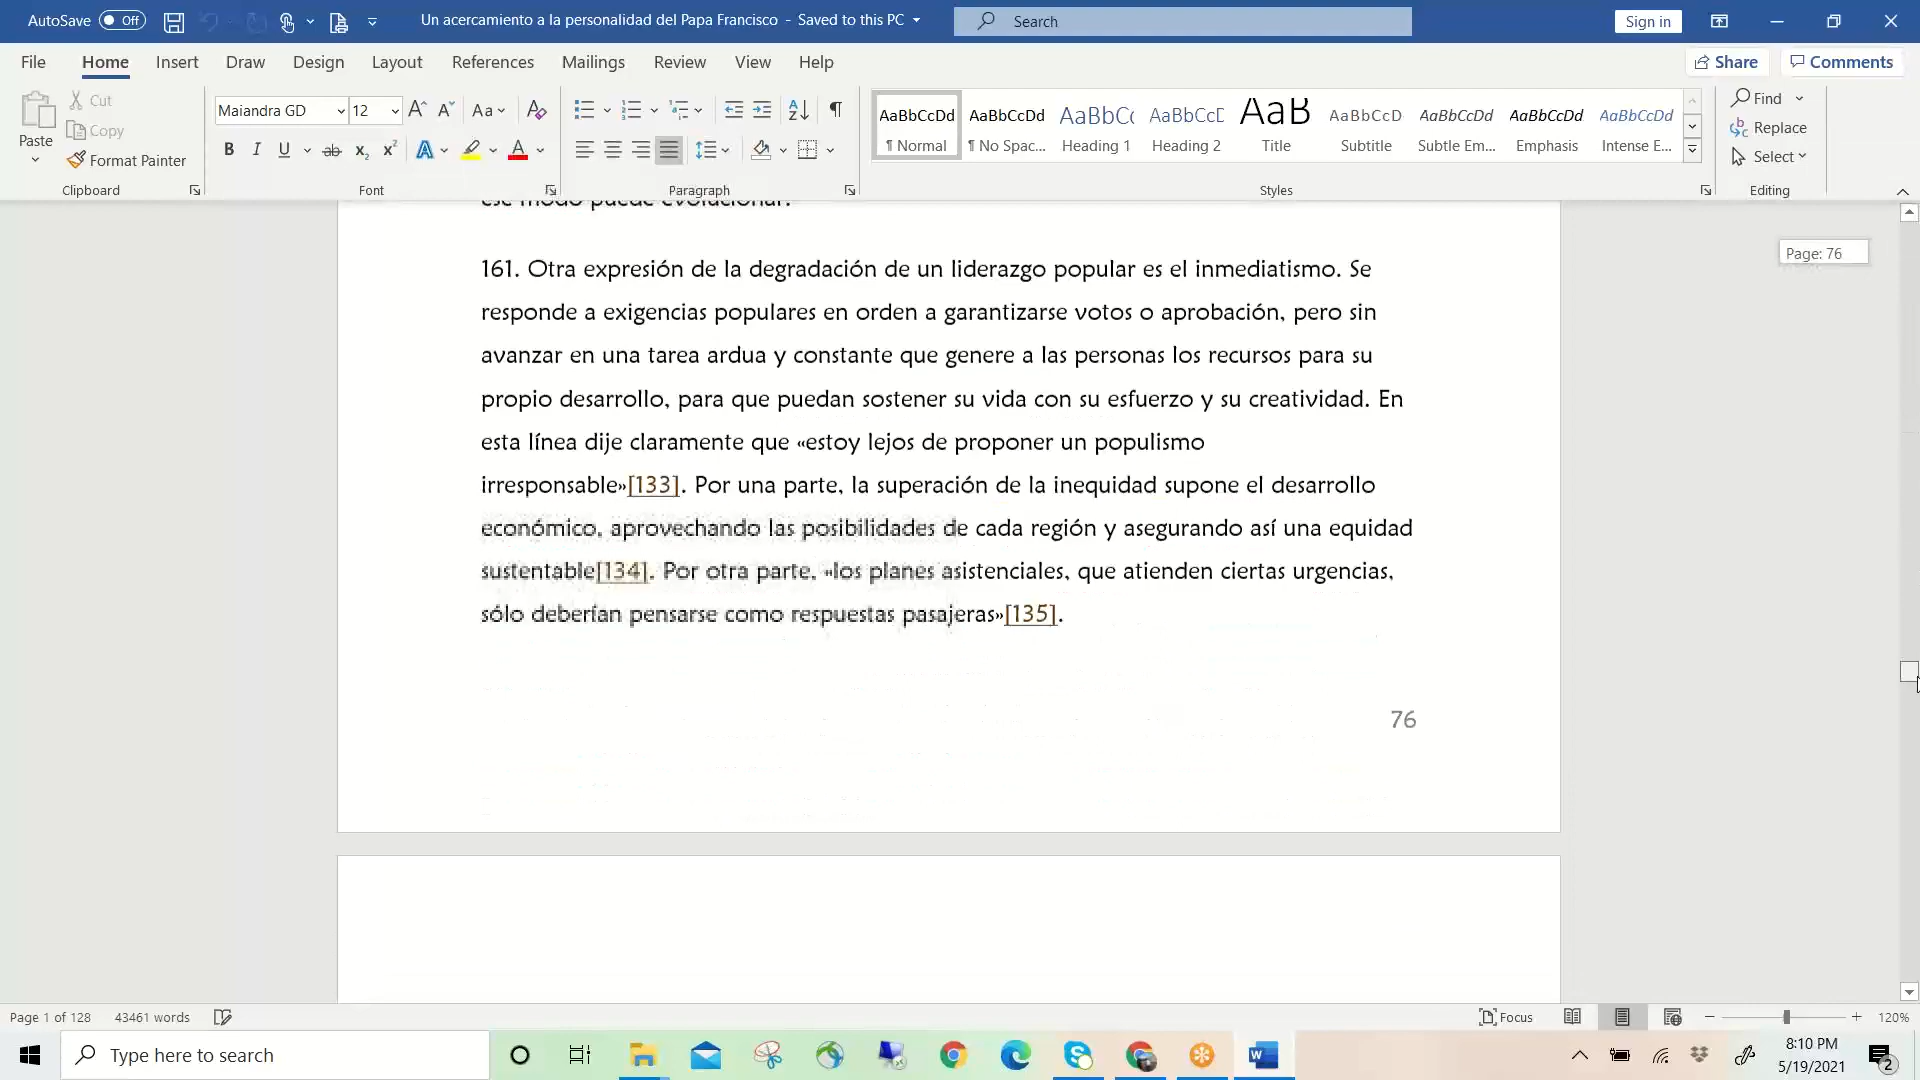 AutoSave Off
Un acercamiento a la personalidad del Papa Francisco - Saved to this PC
Search
Sign in
File Home Insert Draw Design Layout References Mailings Review View Help
Share Comments
Paste
Cut
Copy
Format Painter
Clipboard
Maiandra GD 12
Font
Paragraph
AaBbCcDd AaBbCcDd AaBbCc AaBbCcD AaB AaBbCcD AaBbCcDd AaBbCcDd AaBbCcDd
¶ Normal ¶ No Spac... Heading 1 Heading 2 Title Subtitle Subtle Em... Emphasis Intense E...
Styles
Find
Replace
Select
Editing
ese modo puede evolucionar.
Page: 76
161. Otra expresión de la degradación de un liderazgo popular es el inmediatismo. Se
responde a exigencias populares en orden a garantizarse votos o aprobación, pero sin
avanzar en una tarea ardua y constante que genere a las personas los recursos para su
propio desarrollo, para que puedan sostener su vida con su esfuerzo y su creatividad. En
esta línea dije claramente que «estoy lejos de proponer un populismo
irresponsable»[133]. Por una parte, la superación de la inequidad supone el desarrollo
económico, aprovechando las posibilidades de cada región y asegurando así una equidad
sustentable[134]. Por otra parte, «los planes asistenciales, que atienden ciertas urgencias,
sólo deberían pensarse como respuestas pasajeras»[135].
76
Page 1 of 128 43461 words
Focus
120%
Type here to search
8:10 PM
5/19/2021
2